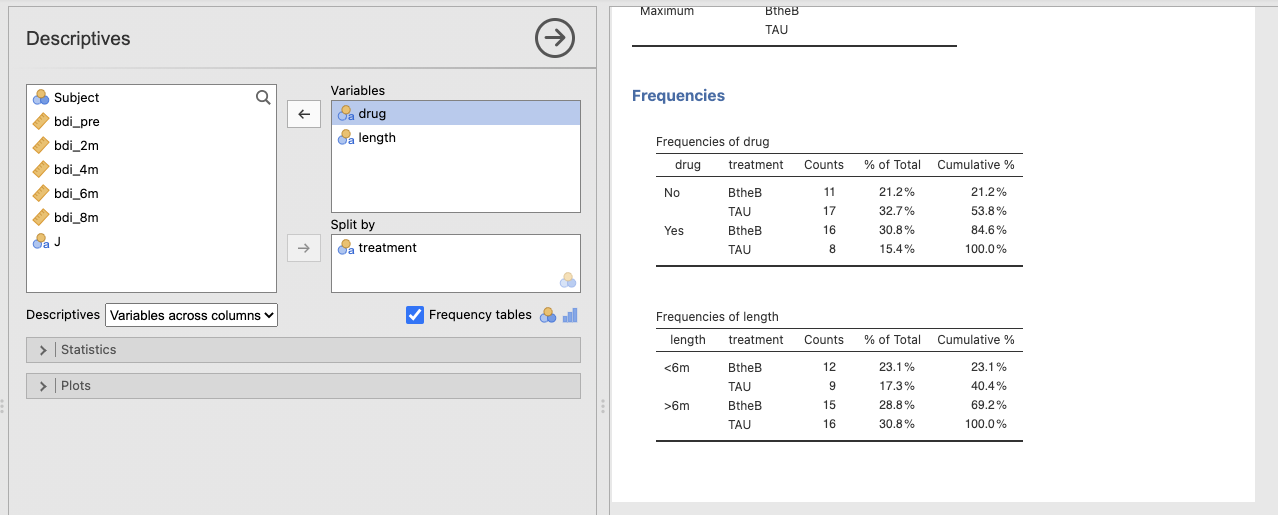 Descriptives
Subject
bdi_pre
bdi_2m
bdi_4m
bdi_6m
bdi_8m
J
Variables
drug
length
Split by
treatment
Descriptives Variables across columns
Frequency tables
Statistics
Plots
Maximum BtheB
TAU
Frequencies
Frequencies of drug
drug treatment Counts % of Total Cumulative %
No BtheB 11 21.2% 21.2%
TAU 17 32.7% 53.8%
Yes BtheB 16 30.8% 84.6%
TAU 8 15.4% 100.0%
Frequencies of length
length treatment Counts % of Total Cumulative %
<6m BtheB 12 23.1% 23.1%
TAU 9 17.3% 40.4%
>6m BtheB 15 28.8% 69.2%
TAU 16 30.8% 100.0%